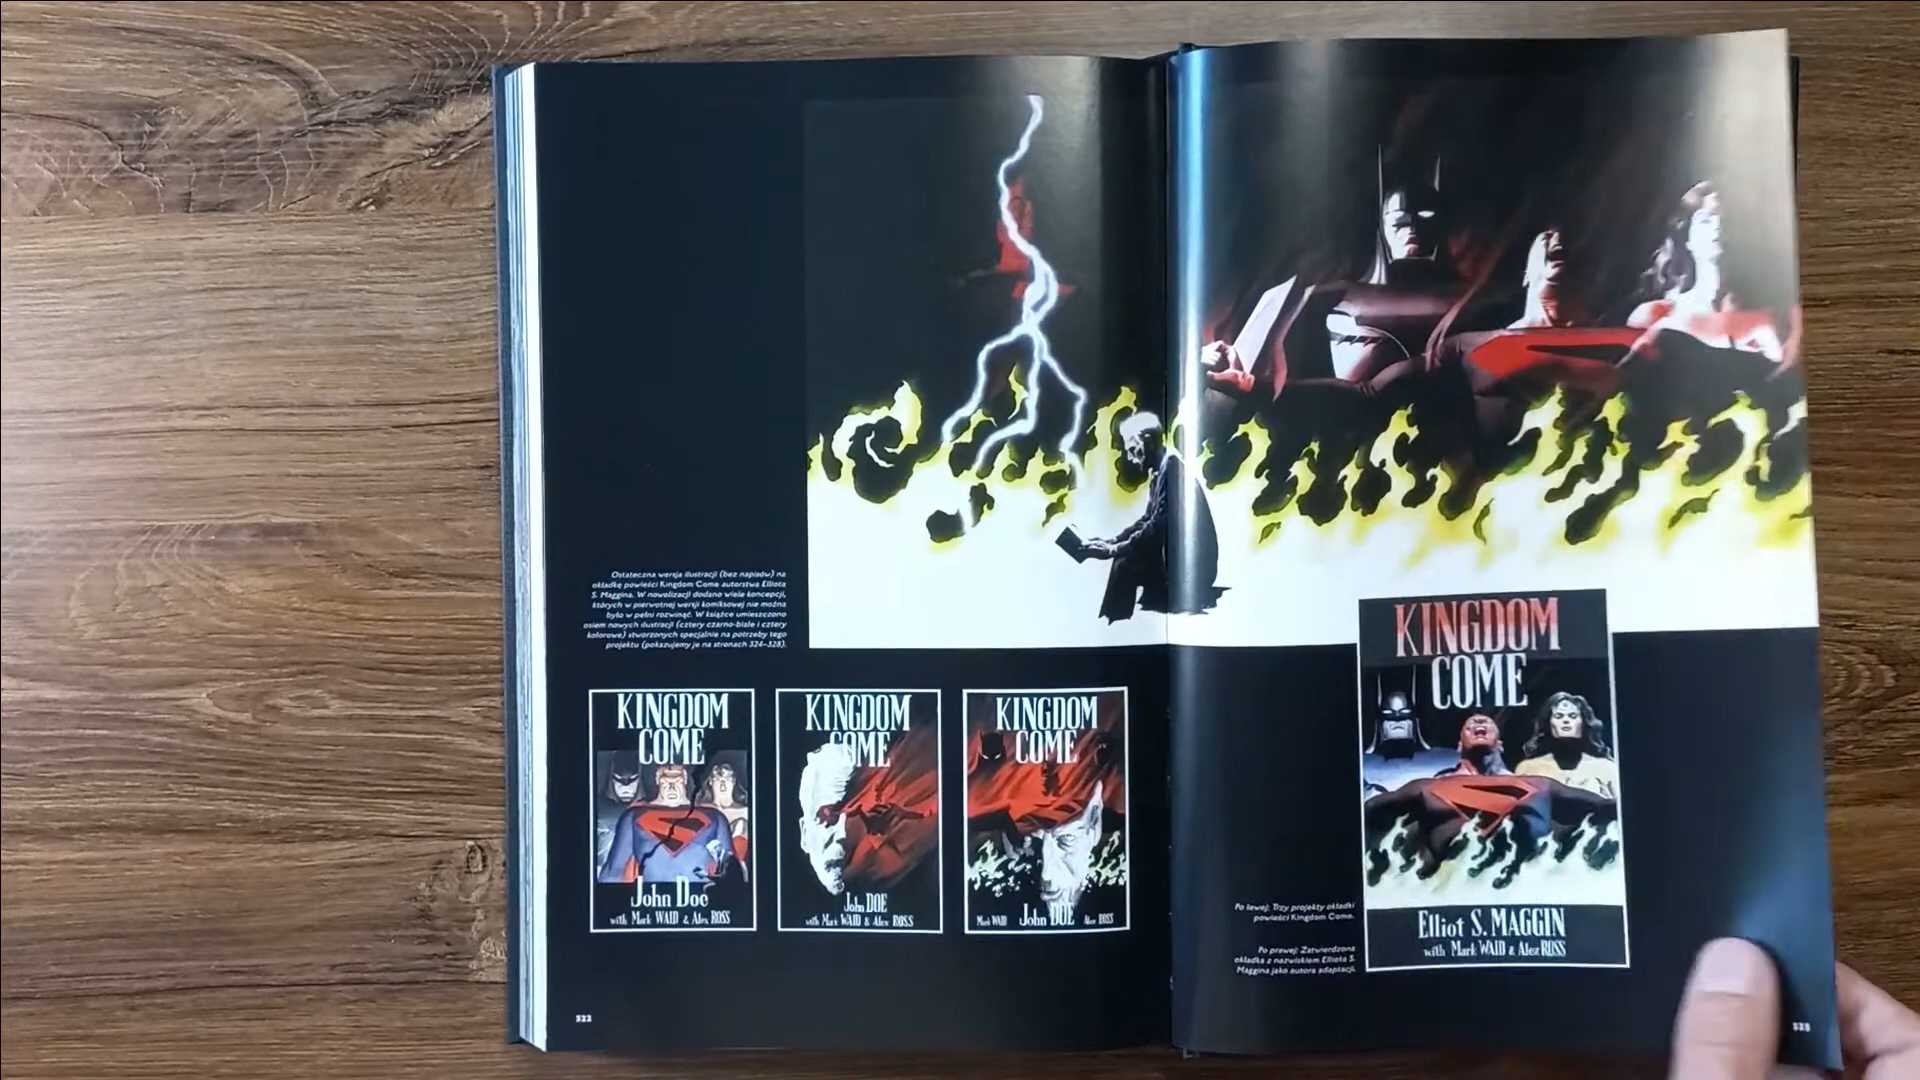 Ostateczna wersja ilustracji (bez napisów) na
okładkę powieści Kingdom Come autorstwa Elliota
S. Maggina. W nowelizacji dodano wiele koncepcji,
których w pierwotnej wersji komiksowej nie można
było w pełni rozwinąć. W książce umieszczono
osiem nowych ilustracji (cztery czarno-białe i cztery
kolorowe) stworzonych specjalnie na potrzeby tego
projektu (pokazujemy je na stronach 324–328).
KINGDOM
COME
John Doe
with Mark WAID & Alex ROSS
KINGDOM
COME
John DOE
with Mark WAID & Alex ROSS
KINGDOM
COME
Mark WAID John DOE Alex ROSS
322
KINGDOM
COME
Elliot S. MAGGIN
with Mark WAID & Alex ROSS
Po lewej: Trzy projekty okładki
powieści Kingdom Come.
Po prawej: Zatwierdzona
okładka z nazwiskiem Elliota S.
Maggina jako autora adaptacji.